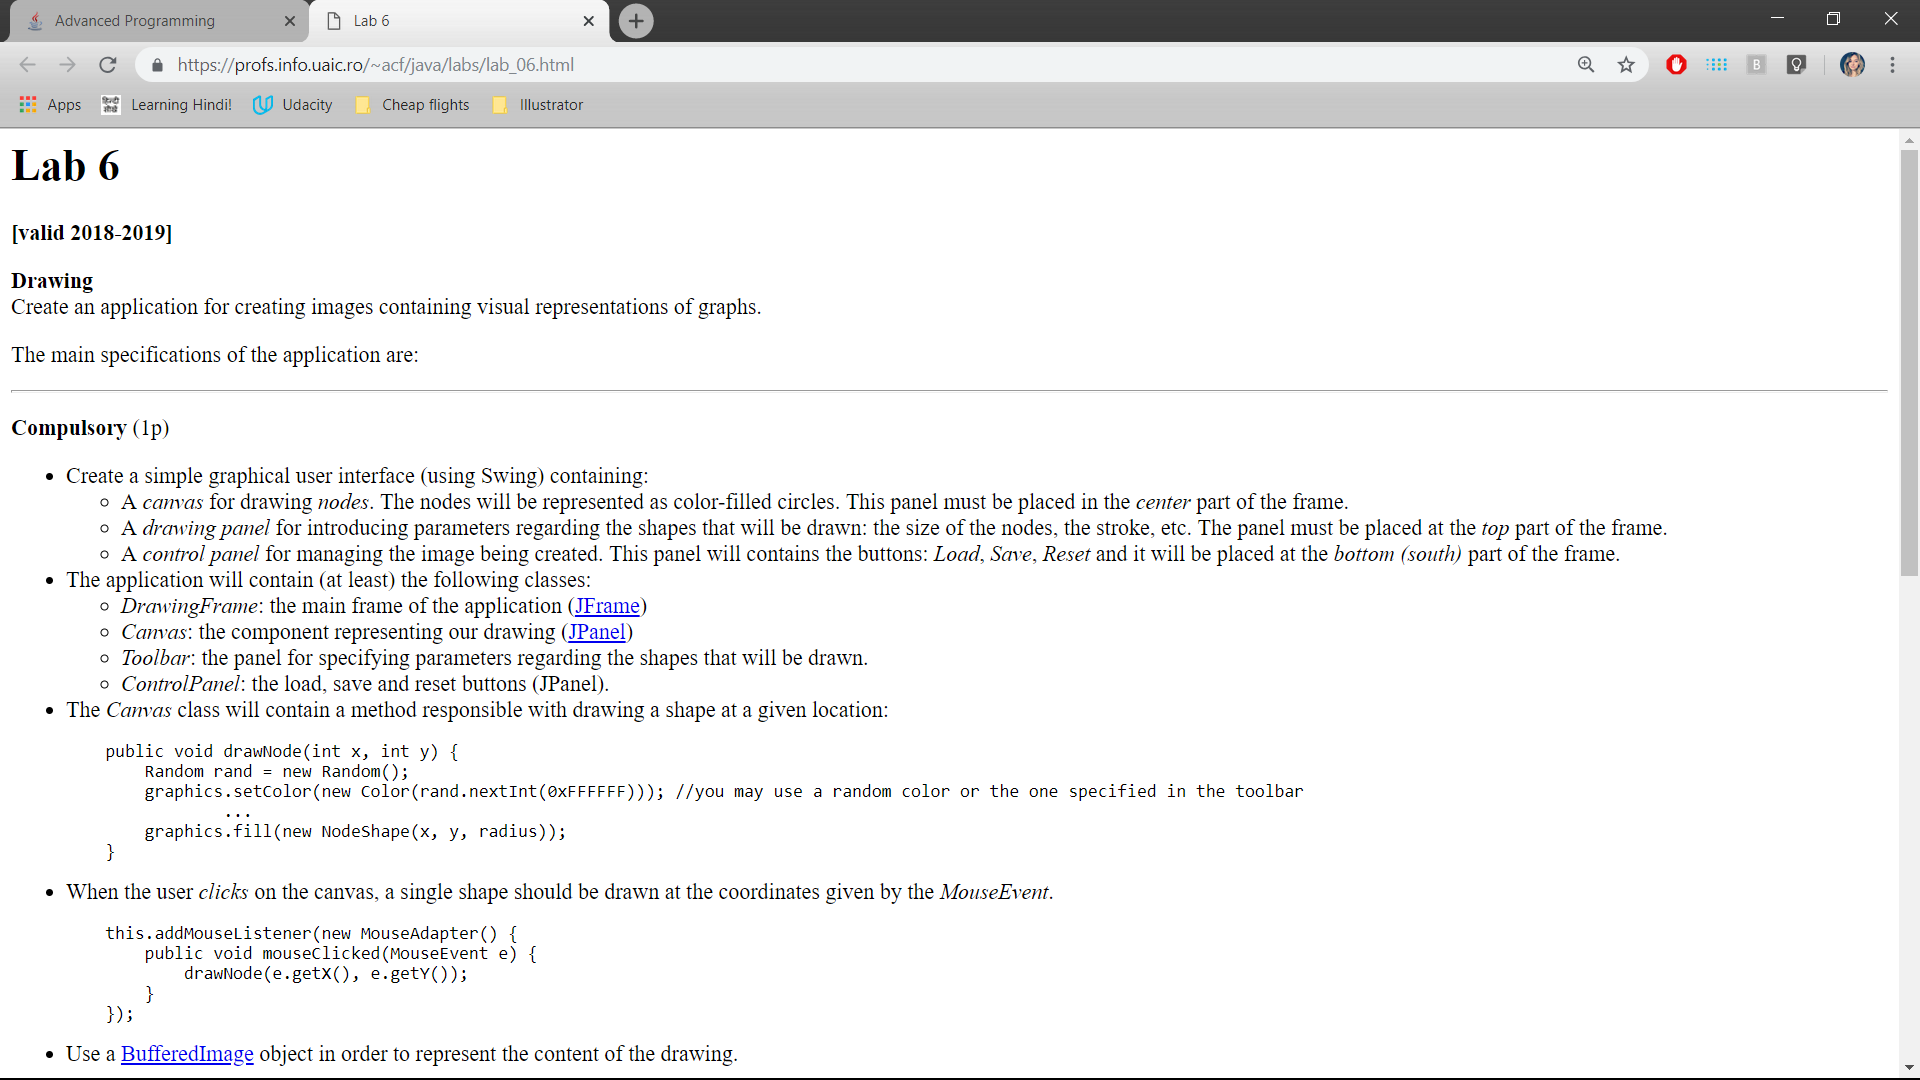 Advanced Programming
Lab 6
https://profs.info.uaic.ro/~acf/java/labs/lab_06.html
B
Apps
Learning Hindi!
Udacity
Cheap flights
Illustrator
Lab 6
[valid 2018-2019]
Drawing
Create an application for creating images containing visual representations of graphs.
The main specifications of the application are:
Compulsory (1p)
Create a simple graphical user interface (using Swing) containing:
A canvas for drawing nodes. The nodes will be represented as color-filled circles. This panel must be placed in the center part of the frame.
A drawing panel for introducing parameters regarding the shapes that will be drawn: the size of the nodes, the stroke, etc. The panel must be placed at the top part of the frame.
A control panel for managing the image being created. This panel will contains the buttons: Load, Save, Reset and it will be placed at the bottom (south) part of the frame.
The application will contain (at least) the following classes:
DrawingFrame: the main frame of the application (JFrame)
Canvas: the component representing our drawing (JPanel)
Toolbar: the panel for specifying parameters regarding the shapes that will be drawn.
ControlPanel: the load, save and reset buttons (JPanel).
The Canvas class will contain a method responsible with drawing a shape at a given location:
public void drawNode(int x, int y) {
Random rand = new Random();
graphics.setColor(new Color(rand.nextInt(0xFFFFFF))); //you may use a random color or the one specified in the toolbar
...
graphics.fill(new NodeShape(x, y, radius));
}
When the user clicks on the canvas, a single shape should be drawn at the coordinates given by the MouseEvent.
this.addMouseListener(new MouseAdapter() {
public void mouseClicked(MouseEvent e) {
drawNode(e.getX(), e.getY());
}
});
Use a BufferedImage object in order to represent the content of the drawing.